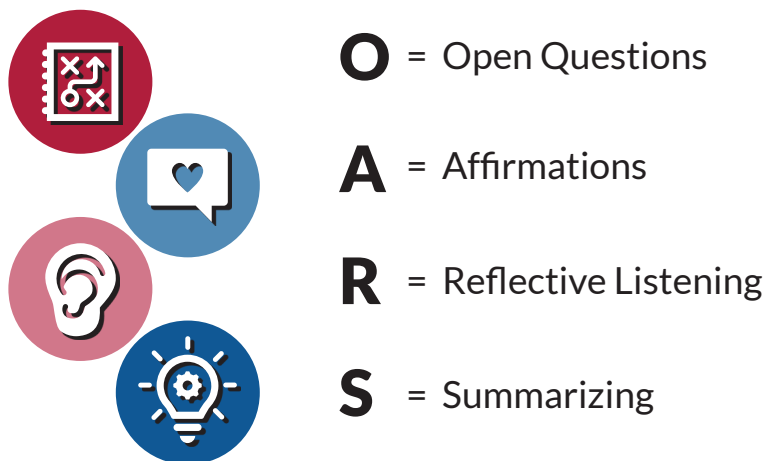 O = Open Questions
A = Affirmations
R = Reflective Listening
S = Summarizing